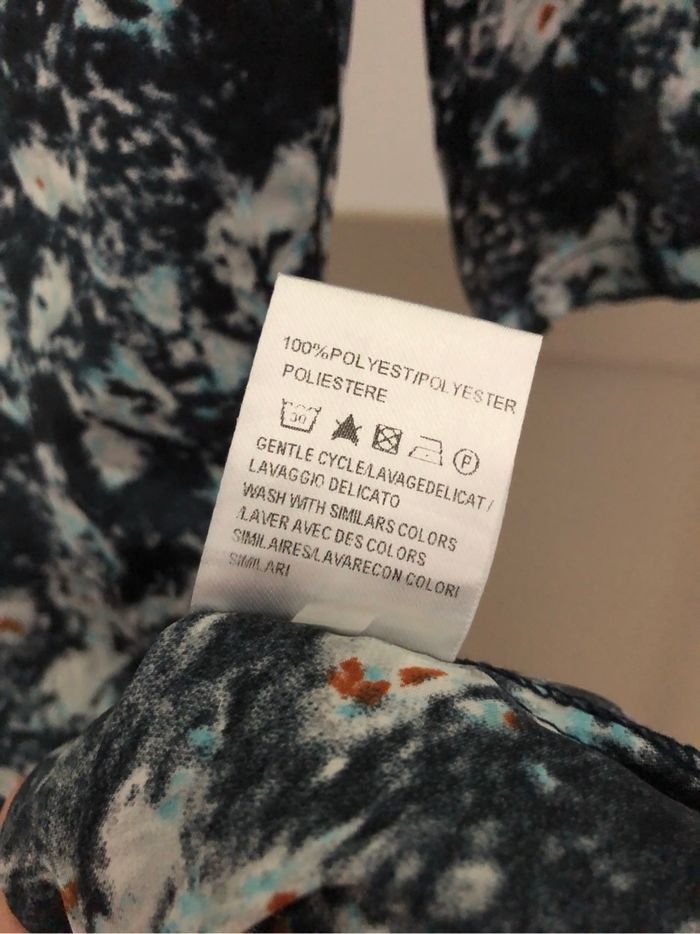 100%POLYEST/POLYESTER
POLIESTERE
30 P
GENTLE CYCLE/LAVAGEDELICAT/
LAVAGGIO DELICATO
WASH WITH SIMILARS COLORS
/LAVER AVEC DES COLORS
SIMILAIRES/LAVARECON COLORI
SIMILARI